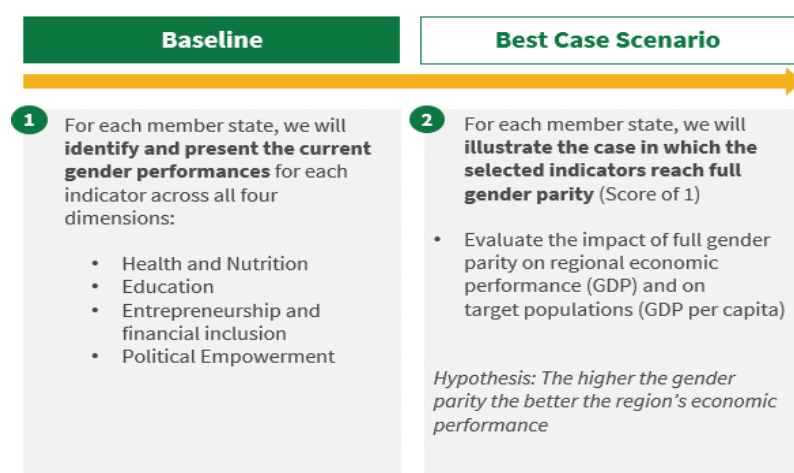 Baseline
Best Case Scenario
1
For each member state, we will
identify and present the current
gender performances for each
indicator across all four
dimensions:
• Health and Nutrition
• Education
• Entrepreneurship and
financial inclusion
• Political Empowerment
2
For each member state, we will
illustrate the case in which the
selected indicators reach full
gender parity (Score of 1)
• Evaluate the impact of full gender
parity on regional economic
performance (GDP) and on
target populations (GDP per capita)
Hypothesis: The higher the gender
parity the better the region’s economic
performance